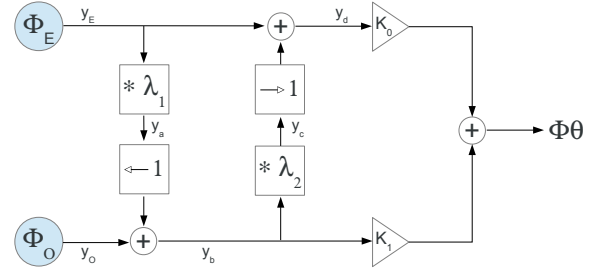 Φ_E
y_E
+
y_d
K_0
* λ_1
→ 1
y_a
y_c
+
Φθ
← 1
* λ_2
Φ_O
y_O
+
y_b
K_1